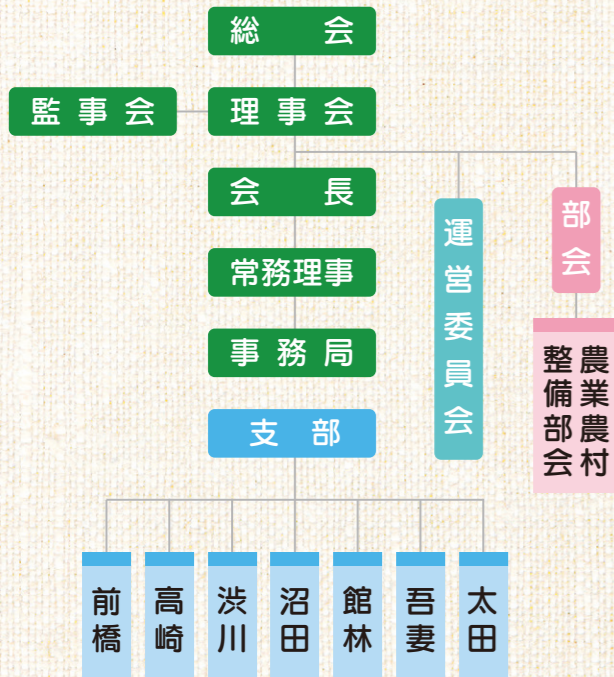 総会
監事会
理事会
会長
常務理事
事務局
支部
運営委員会
部会
農業農村
整備部会
前橋
高崎
渋川
沼田
館林
吾妻
太田